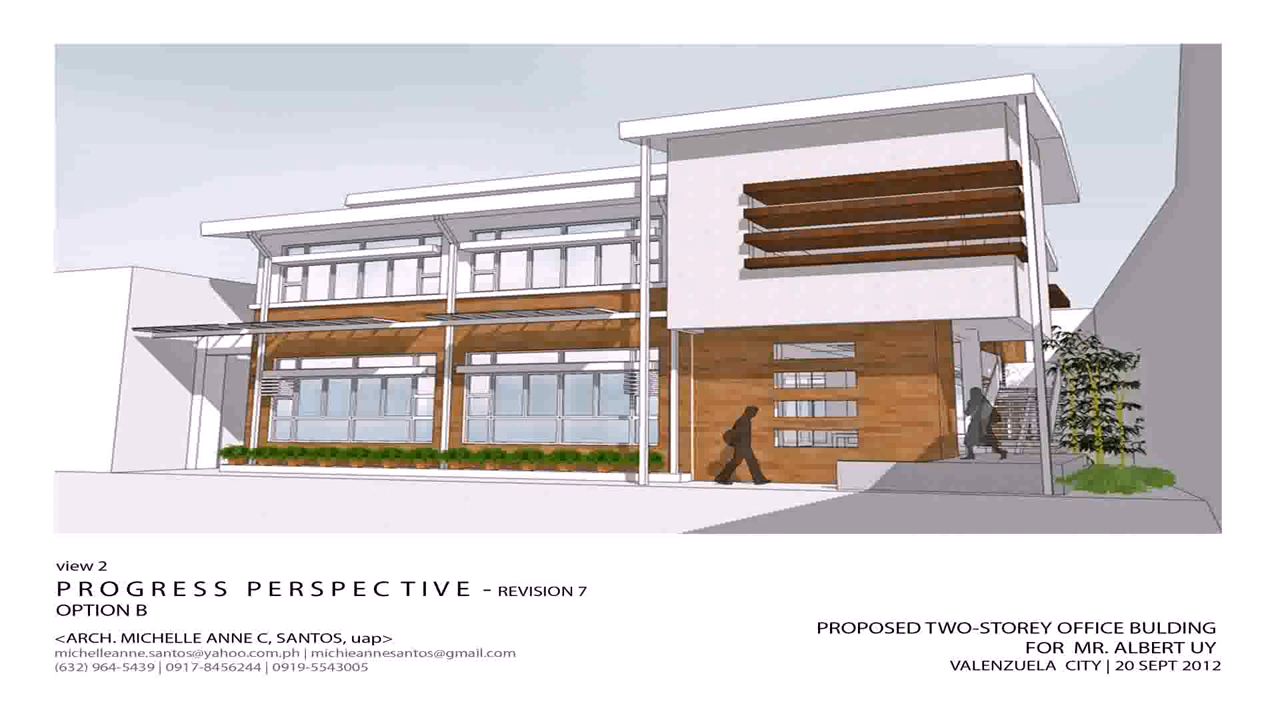 view 2
PROGRESS PERSPECTIVE - REVISION 7
OPTION B
<ARCH. MICHELLE ANNE C, SANTOS, uap>
michelleanne.santos@yahoo.com.ph | michieannesantos@gmail.com
(632) 964-5439 | 0917-8456244 | 0919-5543005
PROPOSED TWO-STOREY OFFICE BULDING
FOR MR. ALBERT UY
VALENZUELA CITY | 20 SEPT 2012